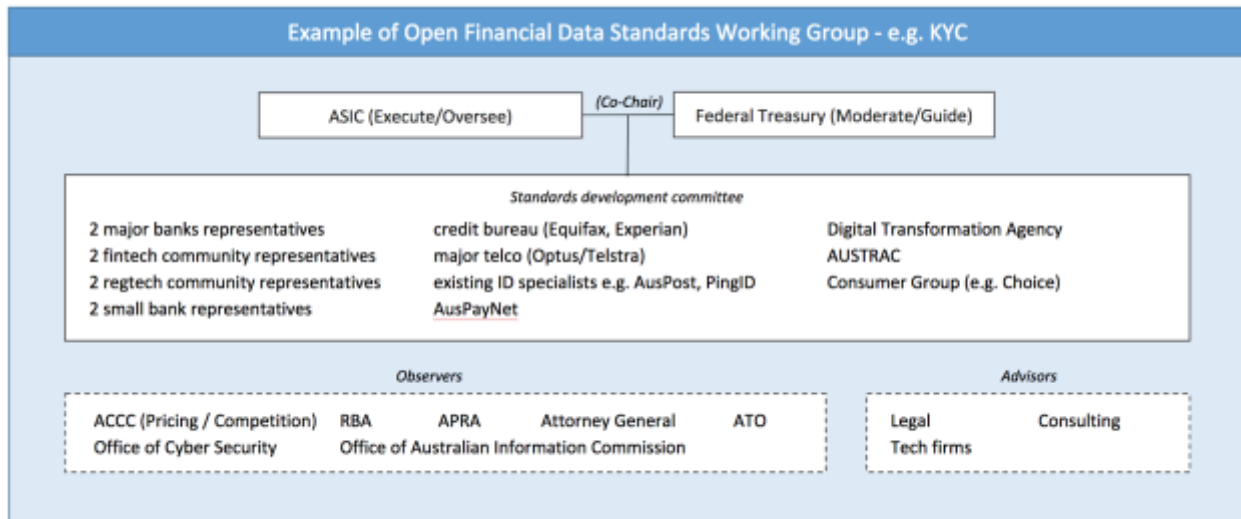 Example of Open Financial Data Standards Working Group - e.g. KYC
(Co-Chair)
ASIC (Execute/Oversee)
Federal Treasury (Moderate/Guide)
Standards development committee
2 major banks representatives
2 fintech community representatives
2 regtech community representatives
2 small bank representatives
credit bureau (Equifax, Experian)
major telco (Optus/Telstra)
existing ID specialists e.g. AusPost, PingID
AusPayNet
Digital Transformation Agency
AUSTRAC
Consumer Group (e.g. Choice)
Observers
ACCC (Pricing / Competition) RBA APRA Attorney General ATO
Office of Cyber Security Office of Australian Information Commission
Advisors
Legal Consulting
Tech firms